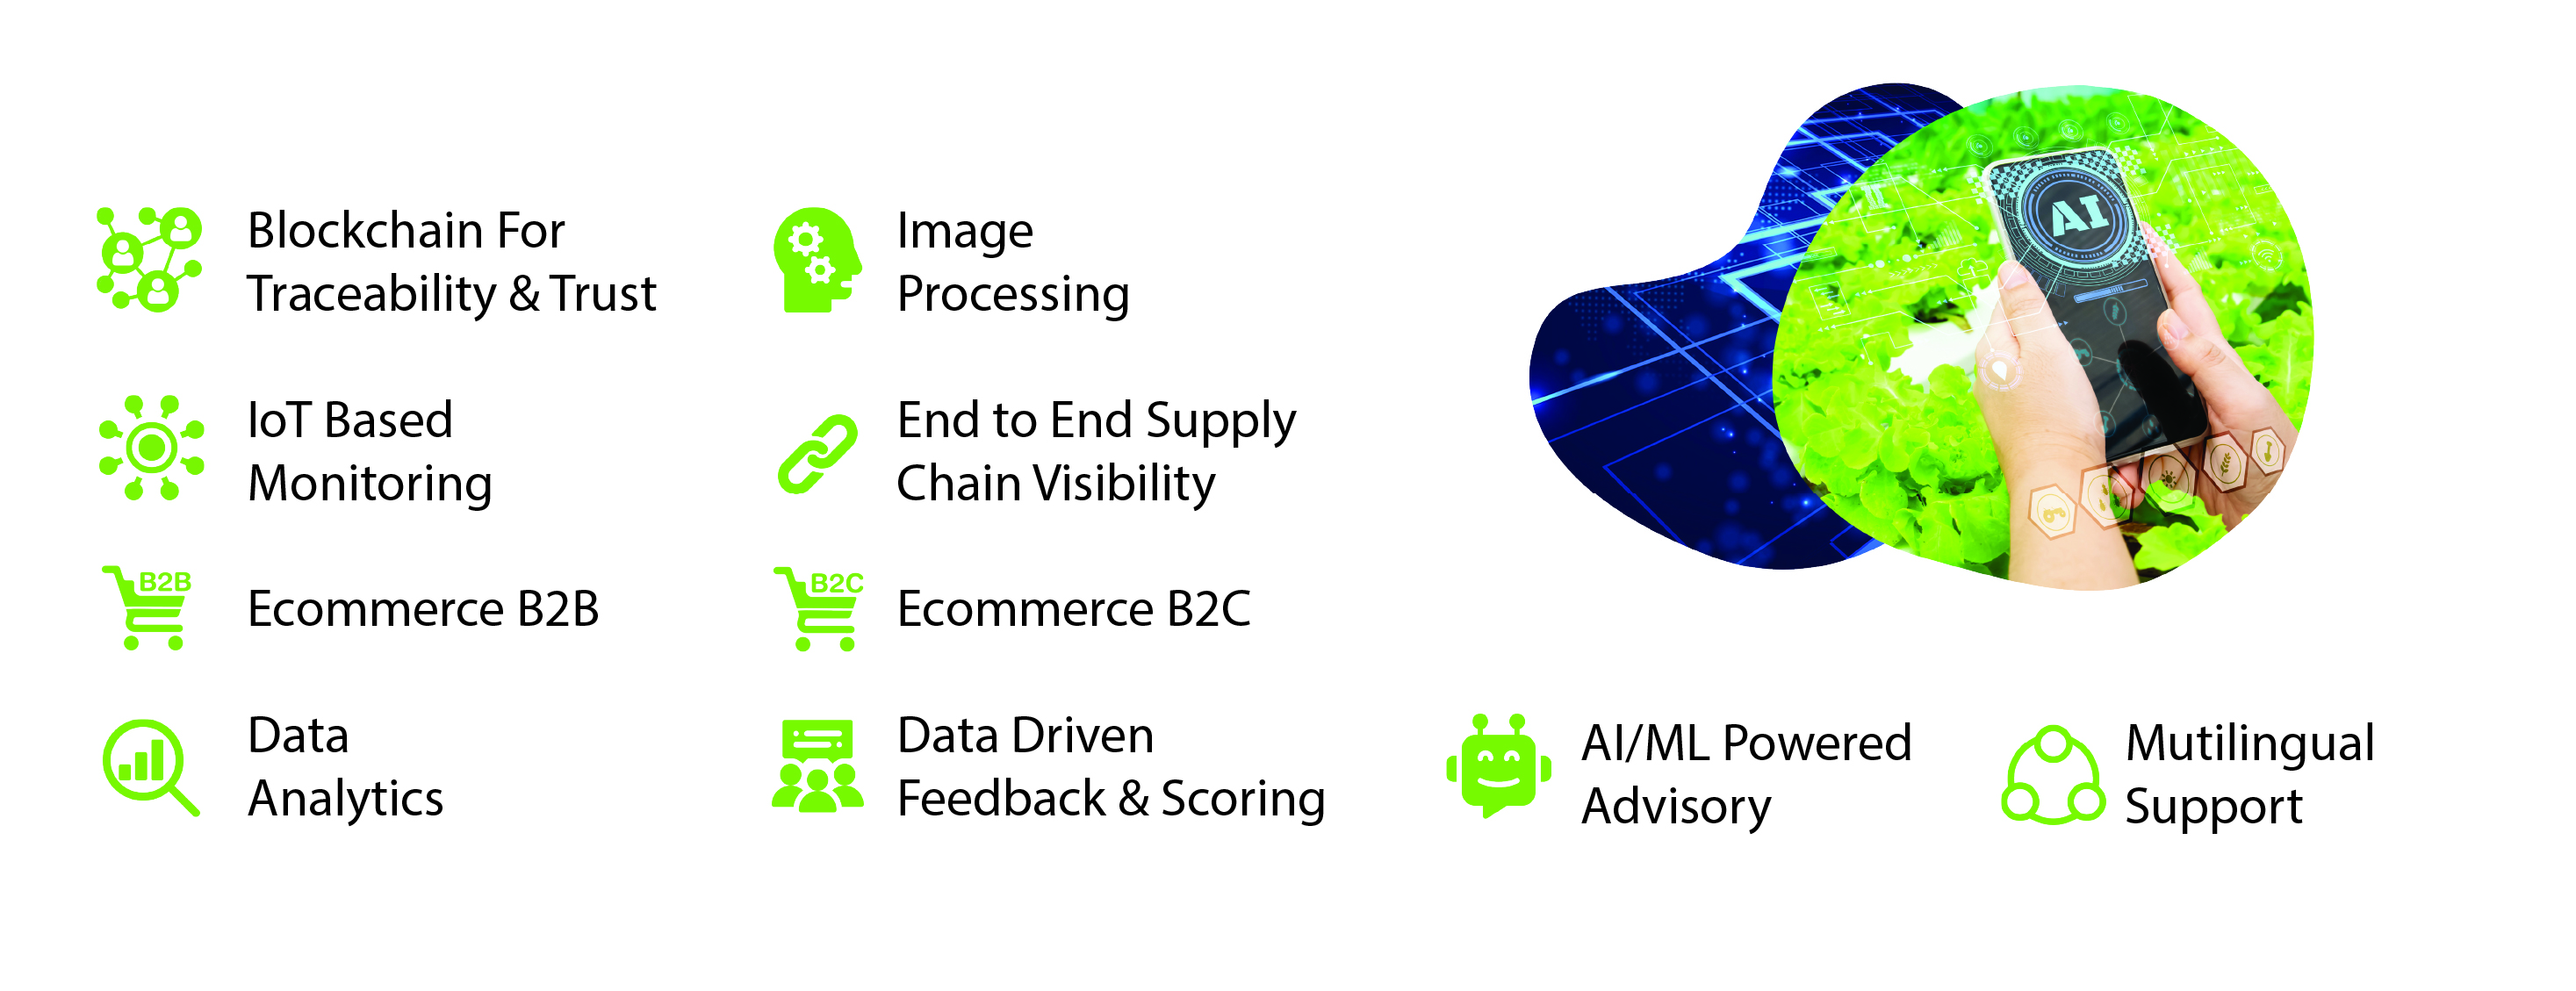 Blockchain For
Traceability & Trust
Image
Processing
AI
IoT Based
Monitoring
End to End Supply
Chain Visibility
B2B
Ecommerce B2B
B2C
Ecommerce B2C
Data
Analytics
Data Driven
Feedback & Scoring
AI/ML Powered
Advisory
Mutilingual
Support